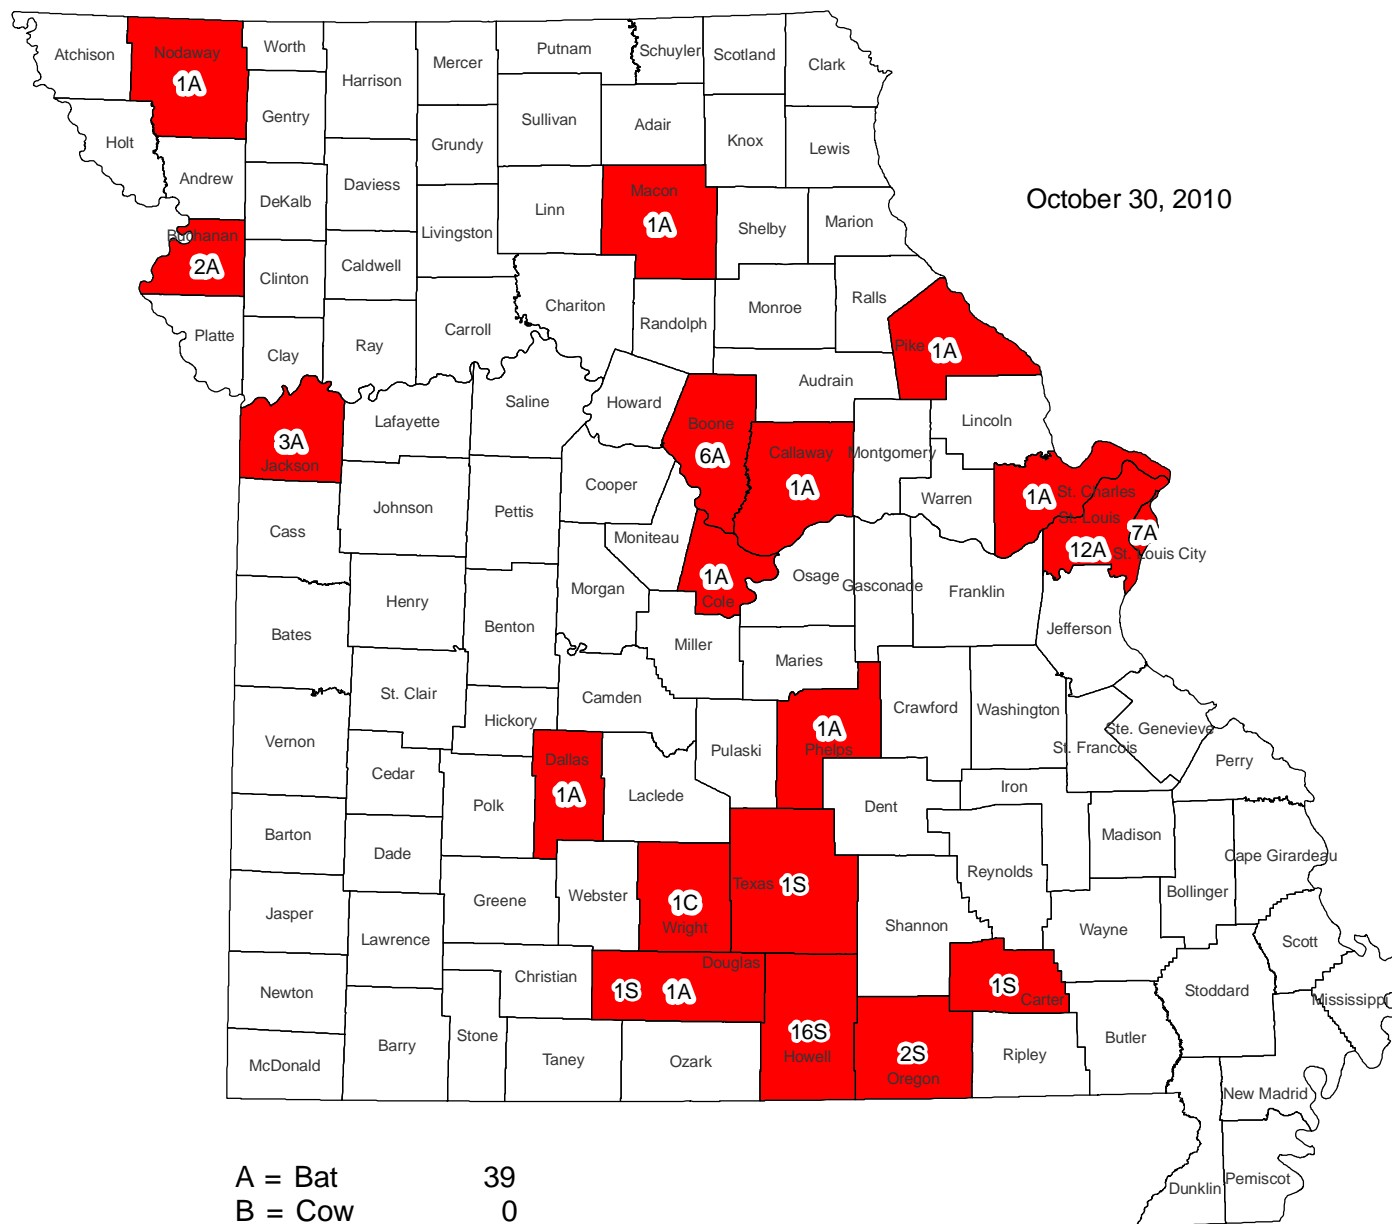 Atchison
Nodaway
1A
Worth
Harrison
Mercer
Putnam
Schuyler
Scotland
Clark
Holt
Gentry
Sullivan
Adair
Knox
Lewis
Grundy
Andrew
DeKalb
Daviess
Livingston
Linn
Macon
1A
Shelby
Marion
October 30, 2010
Buchanan
2A
Clinton
Caldwell
Chariton
Randolph
Monroe
Ralls
Pike
1A
Platte
Clay
Ray
Carroll
Audrain
Saline
Howard
Lafayette
Lincoln
Jackson
3A
Boone
6A
Callaway
1A
Montgomery
Warren
St. Charles
1A
St. Louis
12A
7A
St. Louis City
Cooper
Johnson
Pettis
Cass
Moniteau
Cole
1A
Osage
Gasconade
Franklin
Jefferson
Morgan
Henry
Benton
Bates
Miller
Maries
St. Clair
Camden
Hickory
Crawford
Washington
Ste. Genevieve
St. Francois
Perry
Vernon
Cedar
Polk
Dallas
1A
Laclede
Pulaski
1A
Phelps
Dent
Iron
Madison
Cape Girardeau
Bollinger
Barton
Dade
Greene
Webster
1C
Wright
Texas
1S
Shannon
Reynolds
Wayne
Scott
Jasper
Lawrence
Christian
Douglas
1S
1A
1S
Carter
Stoddard
Mississippi
Newton
Barry
Stone
Taney
Ozark
16S
Howell
2S
Oregon
Ripley
Butler
McDonald
New Madrid
Dunklin
Pemiscot
A = Bat 39
B = Cow 0